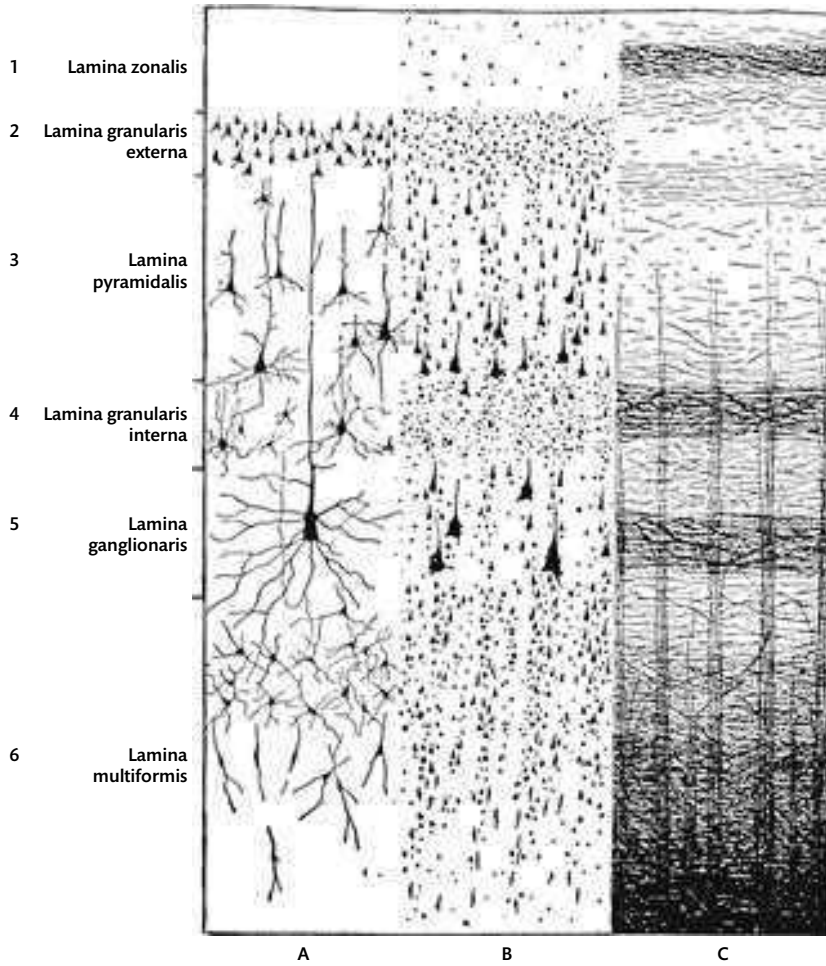 1 Lamina zonalis
2 Lamina granularis
externa
3 Lamina
pyramidalis
4 Lamina granularis
interna
5 Lamina
ganglionaris
6 Lamina
multiformis
A B C